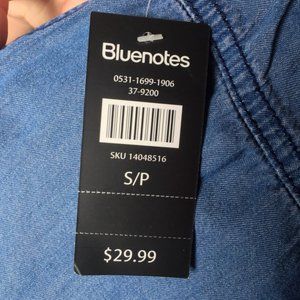 Bluenotes
0531-1699-1906
37-9200
SKU 14048516
S/P
$29.99